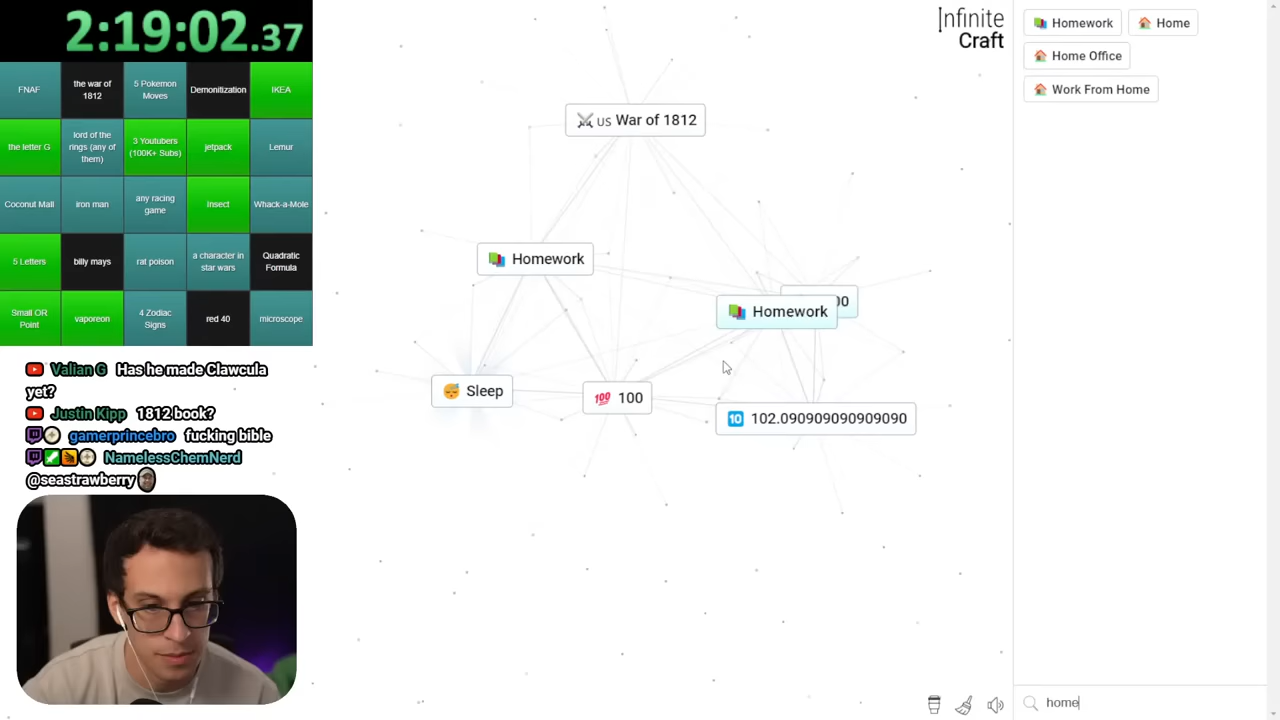 2:19:02.37
FNAF
the war of
1812
5 Pokemon
Moves
Demonitization
IKEA
the letter G
lord of the
rings (any of
them)
3 Youtubers
(100K+ Subs)
jetpack
Lemur
Coconut Mall
iron man
any racing
game
Insect
Whack-a-Mole
5 Letters
billy mays
rat poison
a character in
star wars
Quadratic
Formula
Small OR
Point
vaporeon
4 Zodiac
Signs
red 40
microscope
Valian G Has he made Clawcula
yet?
Justin Kipp 1812 book?
gamerprincebro fucking bible
NamelessChemNerd
@seastrawberry
Infinite
Craft
US War of 1812
Homework
00
Homework
Sleep
💯 100
10 102.090909090909090
Homework
Home
Home Office
Work From Home
home